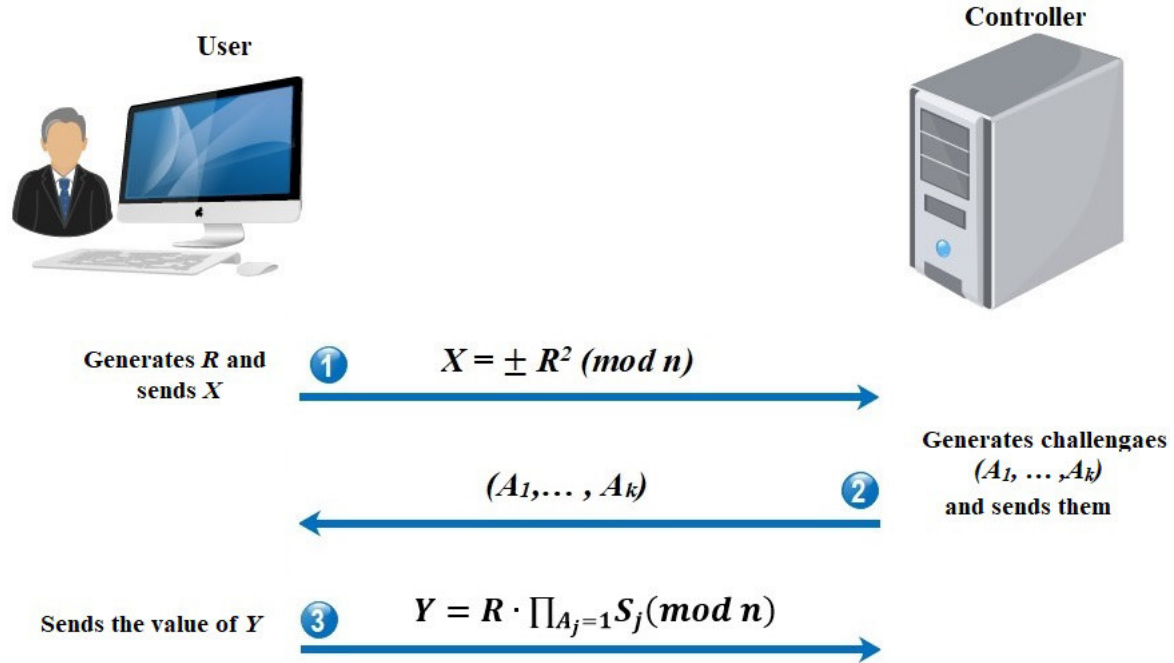 Controller
User
Generates R and
sends X
1
X = ± R² (mod n)
Generates challengaes
(A₁, … ,Aₖ)
and sends them
(A₁,… , Aₖ)
2
Sends the value of Y
3
Y = R · ∏_{Aⱼ=1} Sⱼ(mod n)